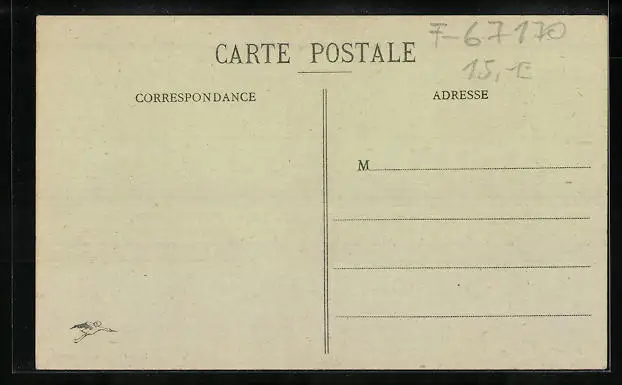 CARTE POSTALE
F-67170
15,-E
CORRESPONDANCE
ADRESSE
M